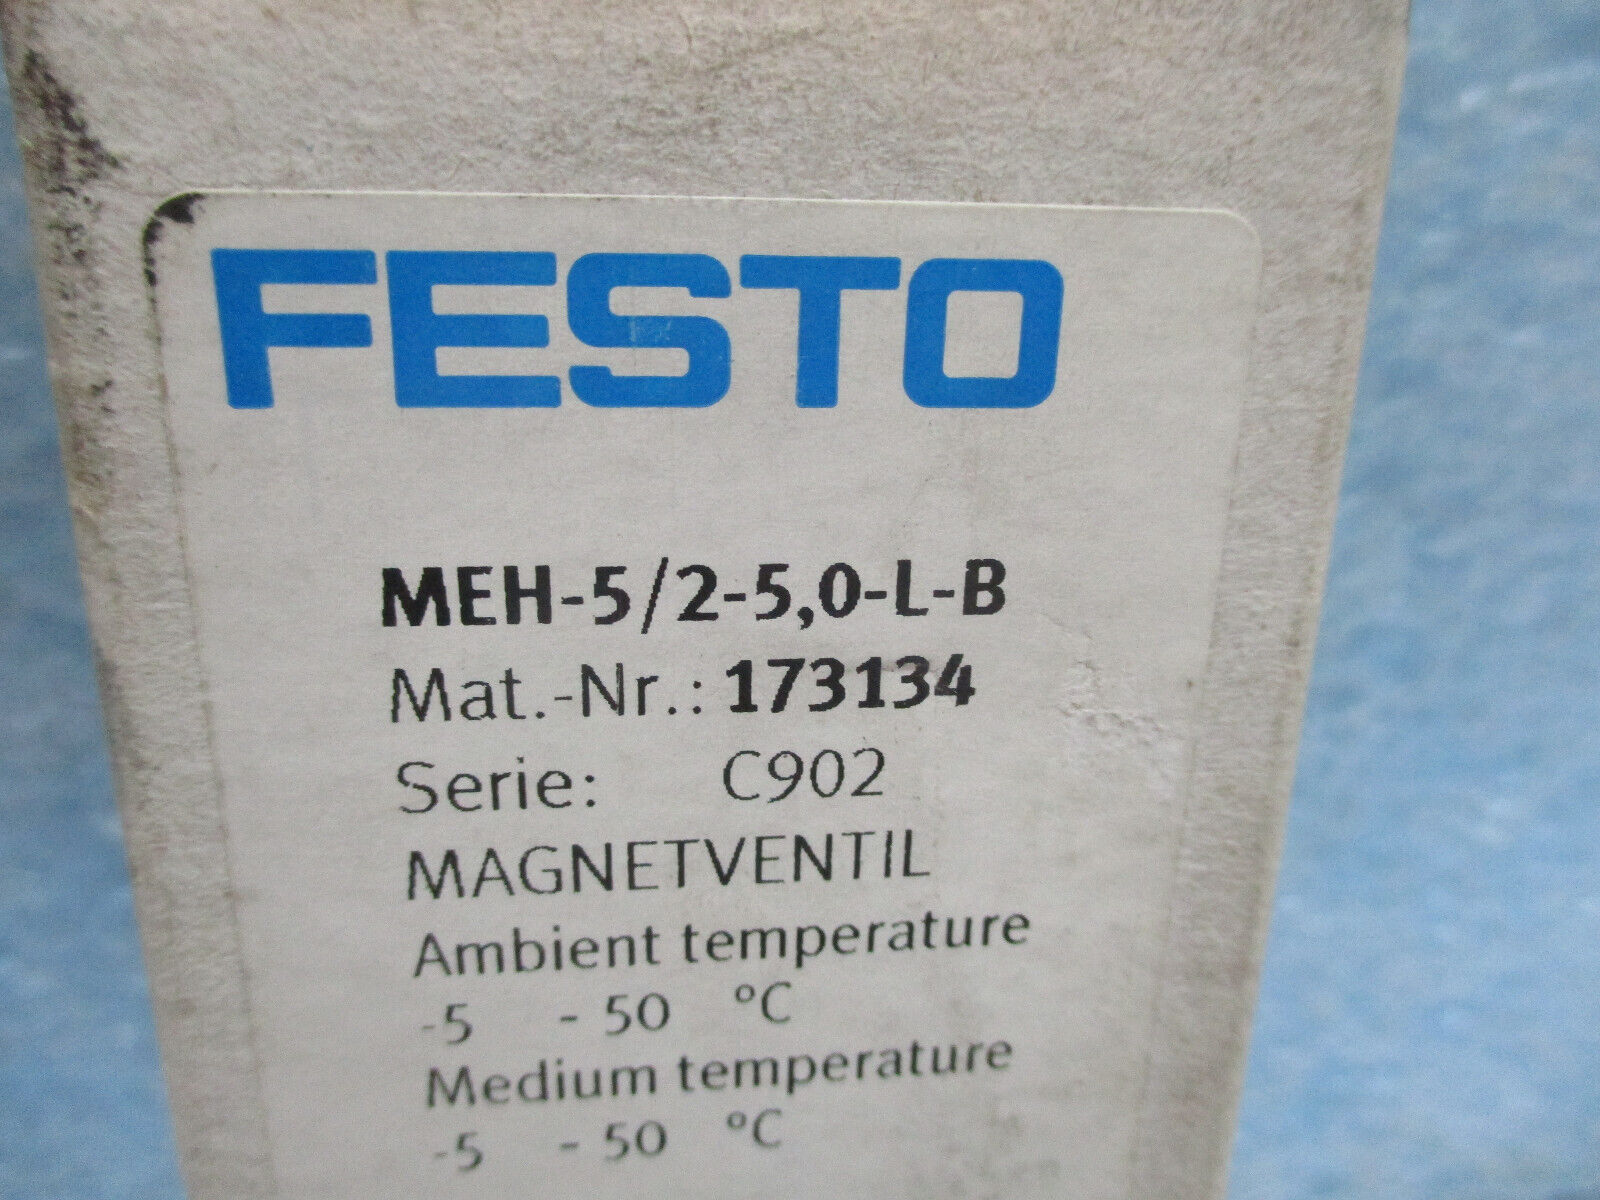 FESTO
MEH-5/2-5,0-L-B
Mat.-Nr.: 173134
Serie: C902
MAGNETVENTIL
Ambient temperature
-5 - 50 °C
Medium temperature
-5 - 50 °C